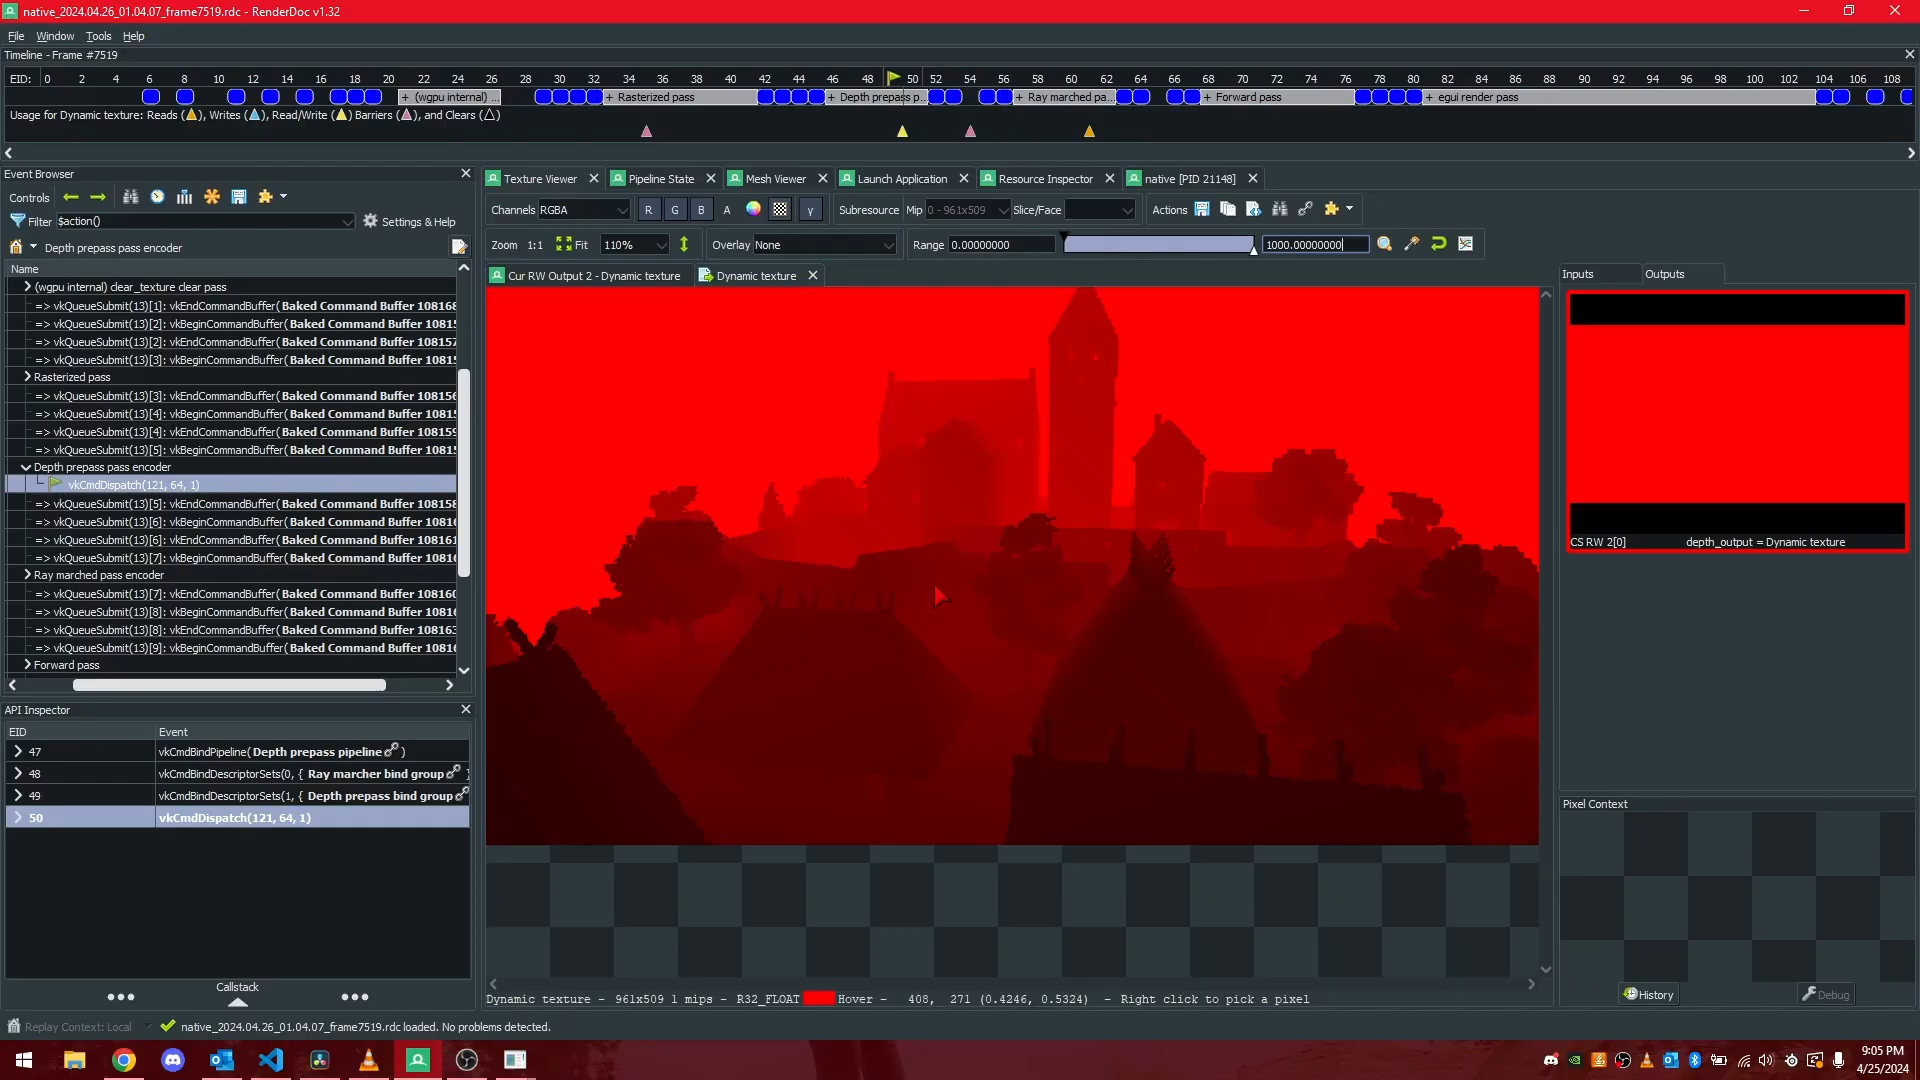 native_2024.04.26_01.04.07_frame7519.rdc - RenderDoc v1.32
File Window Tools Help
Timeline - Frame #7519
EID: 0 2 4 6 8 10 12 14 16 18 20 22 24 26 28 30 32 34 36 38 40 42 44 46 48 50 52 54 56 58 60 62 64 66 68 70 72 74 76 78 80 82 84 86 88 90 92 94 96 98 100 102 104 106 108
+ (wgpu internal) ... + Rasterized pass + Depth prepass p... + Ray marched pa... + Forward pass + egui render pass
Usage for Dynamic texture: Reads ( ), Writes ( ), Read/Write ( ) Barriers ( ), and Clears ( )
Event Browser
Texture Viewer Pipeline State Mesh Viewer Launch Application Resource Inspector native [PID 21148]
Controls
Channels RGBA R G B A γ Subresource Mip 0 - 961x509 Slice/Face Actions
Filter $action() Settings & Help
Zoom 1:1 Fit 110% Overlay None Range 0.00000000 1000.00000000
Depth prepass pass encoder
Cur RW Output 2 - Dynamic texture Dynamic texture
Inputs Outputs
Name
(wgpu internal) clear_texture clear pass
=> vkQueueSubmit(13)[1]: vkEndCommandBuffer(Baked Command Buffer 108168
=> vkQueueSubmit(13)[2]: vkBeginCommandBuffer(Baked Command Buffer 10815
=> vkQueueSubmit(13)[2]: vkEndCommandBuffer(Baked Command Buffer 108157
=> vkQueueSubmit(13)[3]: vkBeginCommandBuffer(Baked Command Buffer 10815
Rasterized pass
=> vkQueueSubmit(13)[3]: vkEndCommandBuffer(Baked Command Buffer 108156
=> vkQueueSubmit(13)[4]: vkBeginCommandBuffer(Baked Command Buffer 10815
=> vkQueueSubmit(13)[4]: vkEndCommandBuffer(Baked Command Buffer 108159
=> vkQueueSubmit(13)[5]: vkBeginCommandBuffer(Baked Command Buffer 10815
Depth prepass pass encoder
vkCmdDispatch(121, 64, 1)
=> vkQueueSubmit(13)[5]: vkEndCommandBuffer(Baked Command Buffer 108158
=> vkQueueSubmit(13)[6]: vkBeginCommandBuffer(Baked Command Buffer 10816
=> vkQueueSubmit(13)[6]: vkEndCommandBuffer(Baked Command Buffer 108161
=> vkQueueSubmit(13)[7]: vkBeginCommandBuffer(Baked Command Buffer 10816
Ray marched pass encoder
=> vkQueueSubmit(13)[7]: vkEndCommandBuffer(Baked Command Buffer 108160
=> vkQueueSubmit(13)[8]: vkBeginCommandBuffer(Baked Command Buffer 10816
=> vkQueueSubmit(13)[8]: vkEndCommandBuffer(Baked Command Buffer 108163
=> vkQueueSubmit(13)[9]: vkBeginCommandBuffer(Baked Command Buffer 10816
Forward pass
CS RW 2[0] depth_output = Dynamic texture
API Inspector
EID Event
47 vkCmdBindPipeline(Depth prepass pipeline )
48 vkCmdBindDescriptorSets(0, { Ray marcher bind group }
49 vkCmdBindDescriptorSets(1, { Depth prepass bind group
50 vkCmdDispatch(121, 64, 1)
Pixel Context
Callstack
History Debug
Dynamic texture - 961x509 1 mips - R32_FLOAT Hover - 408, 271 (0.4246, 0.5324) - Right click to pick a pixel
Replay Context: Local native_2024.04.26_01.04.07_frame7519.rdc loaded. No problems detected.
9:05 PM
4/25/2024